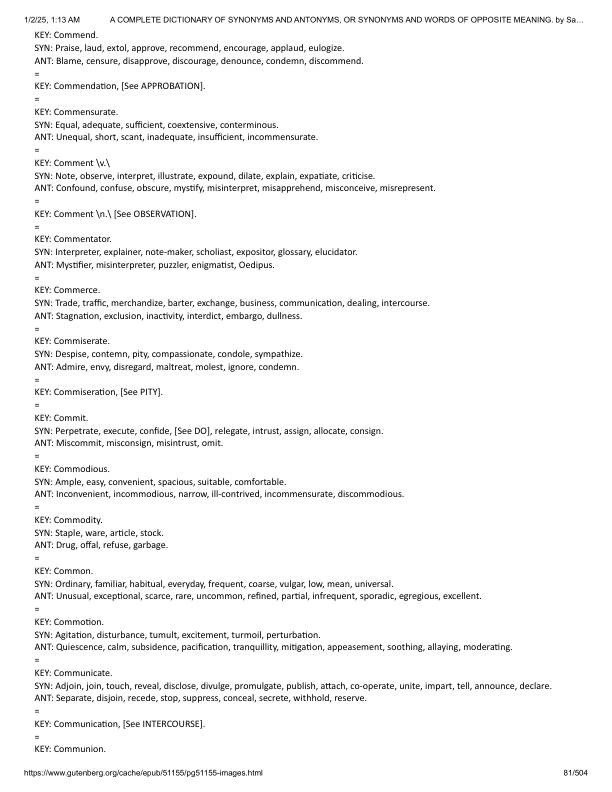 1/2/25, 1:13 AM A COMPLETE DICTIONARY OF SYNONYMS AND ANTONYMS, OR SYNONYMS AND WORDS OF OPPOSITE MEANING. by Sa…
KEY: Commend.
SYN: Praise, laud, extol, approve, recommend, encourage, applaud, eulogize.
ANT: Blame, censure, disapprove, discourage, denounce, condemn, discommend.
=
KEY: Commendation, [See APPROBATION].
=
KEY: Commensurate.
SYN: Equal, adequate, sufficient, coextensive, conterminous.
ANT: Unequal, short, scant, inadequate, insufficient, incommensurate.
=
KEY: Comment \v.\
SYN: Note, observe, interpret, illustrate, expound, dilate, explain, expatiate, criticise.
ANT: Confound, confuse, obscure, mystify, misinterpret, misapprehend, misconceive, misrepresent.
=
KEY: Comment \n.\ [See OBSERVATION].
=
KEY: Commentator.
SYN: Interpreter, explainer, note-maker, scholiast, expositor, glossary, elucidator.
ANT: Mystifier, misinterpreter, puzzler, enigmatist, Oedipus.
=
KEY: Commerce.
SYN: Trade, traffic, merchandize, barter, exchange, business, communication, dealing, intercourse.
ANT: Stagnation, exclusion, inactivity, interdict, embargo, dullness.
=
KEY: Commiserate.
SYN: Despise, contemn, pity, compassionate, condole, sympathize.
ANT: Admire, envy, disregard, maltreat, molest, ignore, condemn.
=
KEY: Commiseration, [See PITY].
=
KEY: Commit.
SYN: Perpetrate, execute, confide, [See DO], relegate, intrust, assign, allocate, consign.
ANT: Miscommit, misconsign, misintrust, omit.
=
KEY: Commodious.
SYN: Ample, easy, convenient, spacious, suitable, comfortable.
ANT: Inconvenient, incommodious, narrow, ill-contrived, incommensurate, discommodious.
=
KEY: Commodity.
SYN: Staple, ware, article, stock.
ANT: Drug, offal, refuse, garbage.
=
KEY: Common.
SYN: Ordinary, familiar, habitual, everyday, frequent, coarse, vulgar, low, mean, universal.
ANT: Unusual, exceptional, scarce, rare, uncommon, refined, partial, infrequent, sporadic, egregious, excellent.
=
KEY: Commotion.
SYN: Agitation, disturbance, tumult, excitement, turmoil, perturbation.
ANT: Quiescence, calm, subsidence, pacification, tranquillity, mitigation, appeasement, soothing, allaying, moderating.
=
KEY: Communicate.
SYN: Adjoin, join, touch, reveal, disclose, divulge, promulgate, publish, attach, co-operate, unite, impart, tell, announce, declare.
ANT: Separate, disjoin, recede, stop, suppress, conceal, secrete, withhold, reserve.
=
KEY: Communication, [See INTERCOURSE].
=
KEY: Communion.
https://www.gutenberg.org/cache/epub/51155/pg51155-images.html 81/504